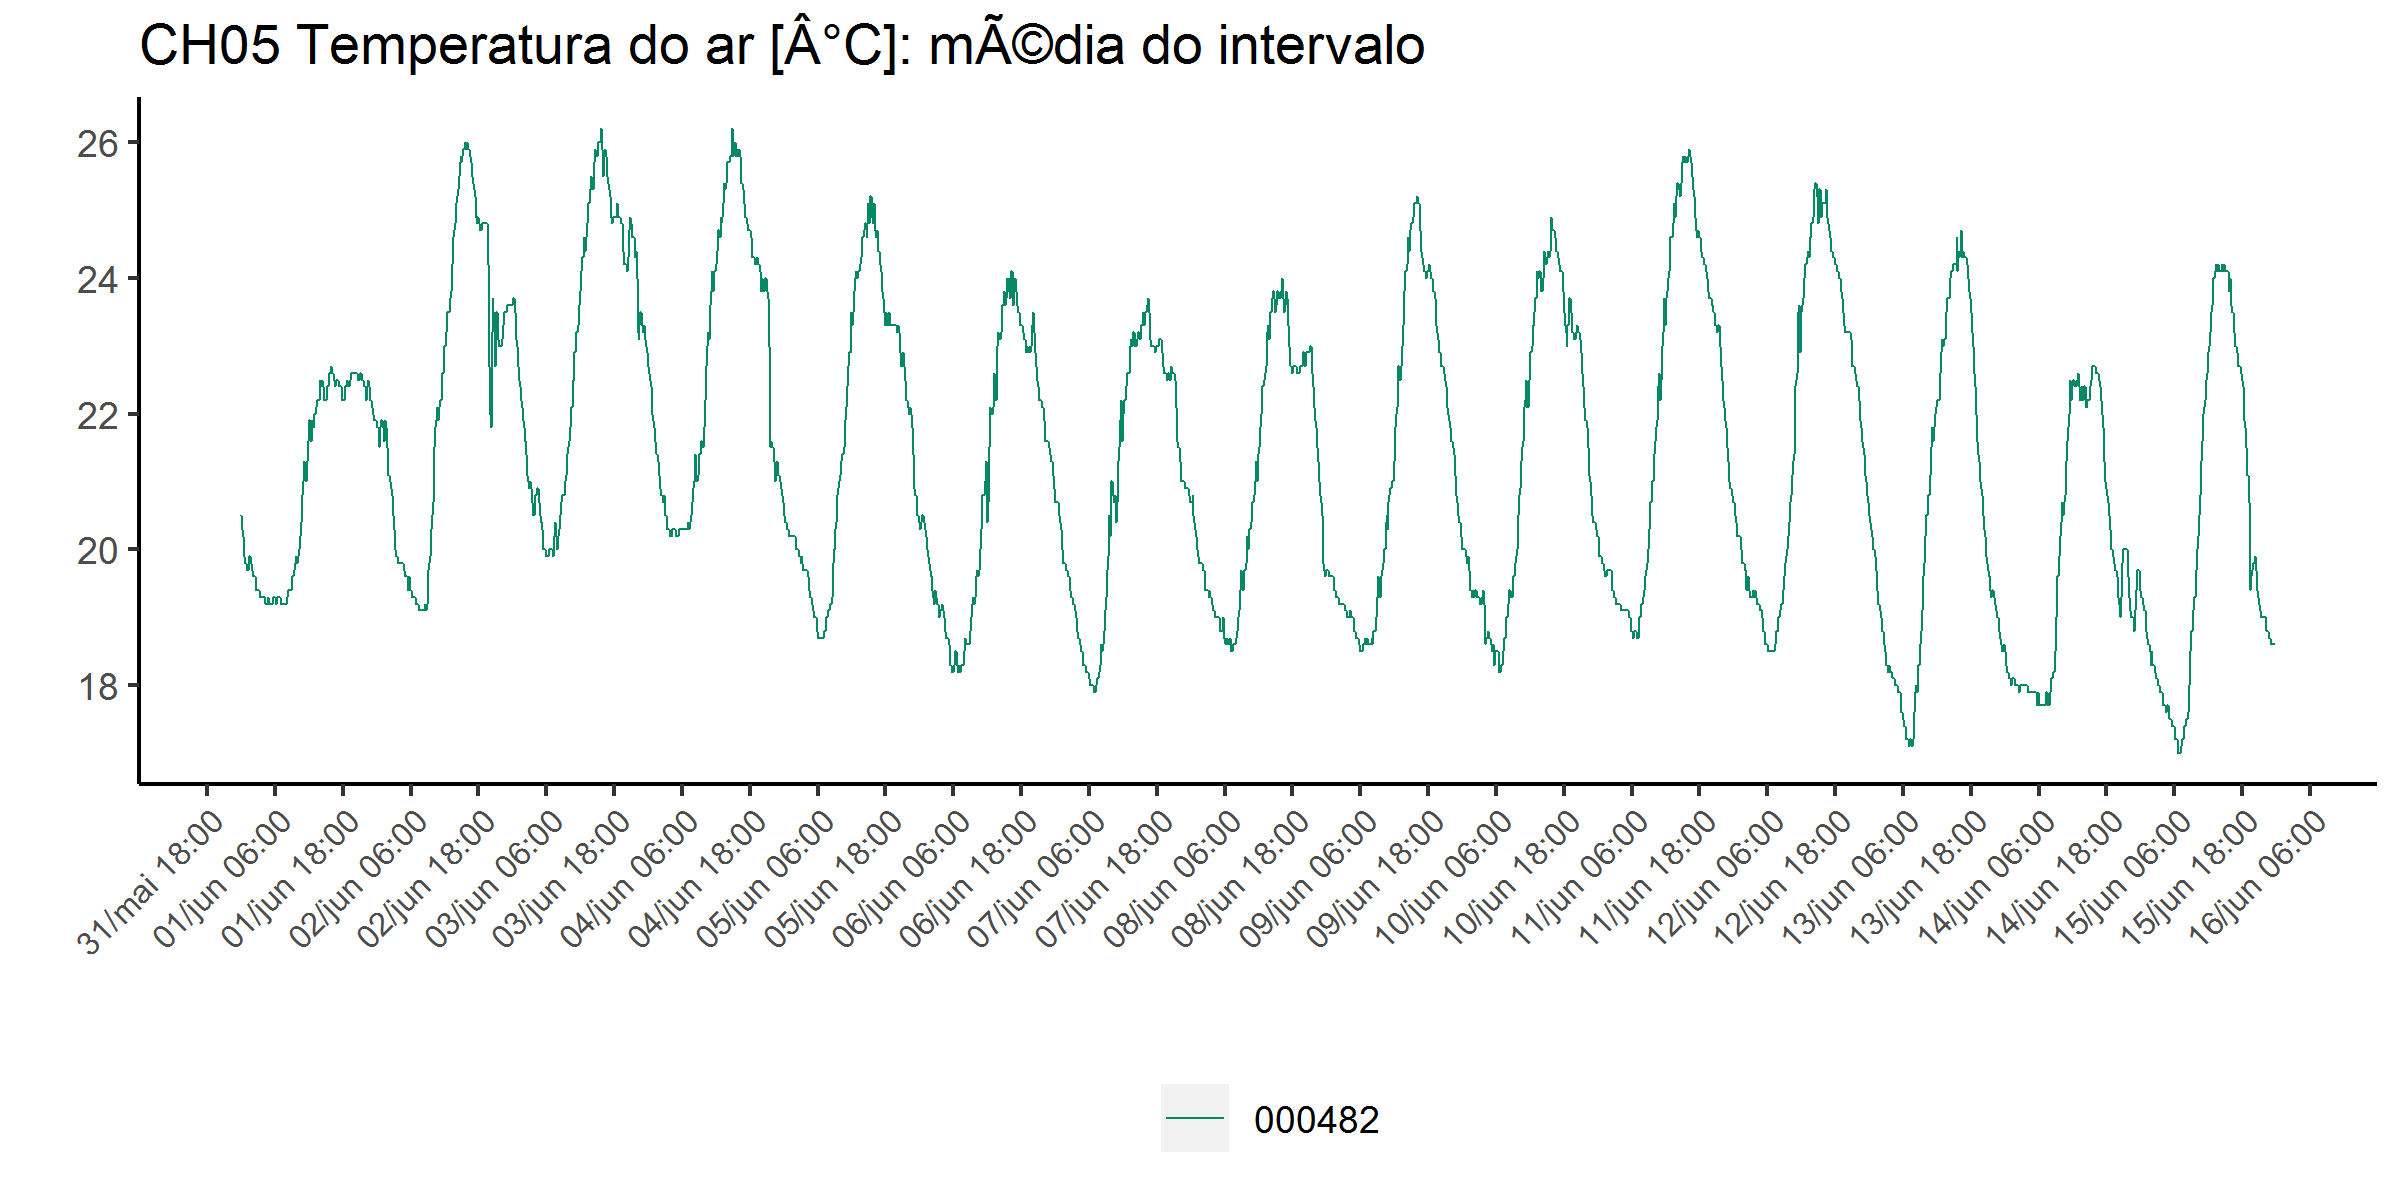 CH05 Temperatura do ar [Â°C]: mÃ©dia do intervalo
26
24
22
20
18
31/mai 18:00
01/jun 06:00
01/jun 18:00
02/jun 06:00
02/jun 18:00
03/jun 06:00
03/jun 18:00
04/jun 06:00
04/jun 18:00
05/jun 06:00
05/jun 18:00
06/jun 06:00
06/jun 18:00
07/jun 06:00
07/jun 18:00
08/jun 06:00
08/jun 18:00
09/jun 06:00
09/jun 18:00
10/jun 06:00
10/jun 18:00
11/jun 06:00
11/jun 18:00
12/jun 06:00
12/jun 18:00
13/jun 06:00
13/jun 18:00
14/jun 06:00
14/jun 18:00
15/jun 06:00
15/jun 18:00
16/jun 06:00
000482